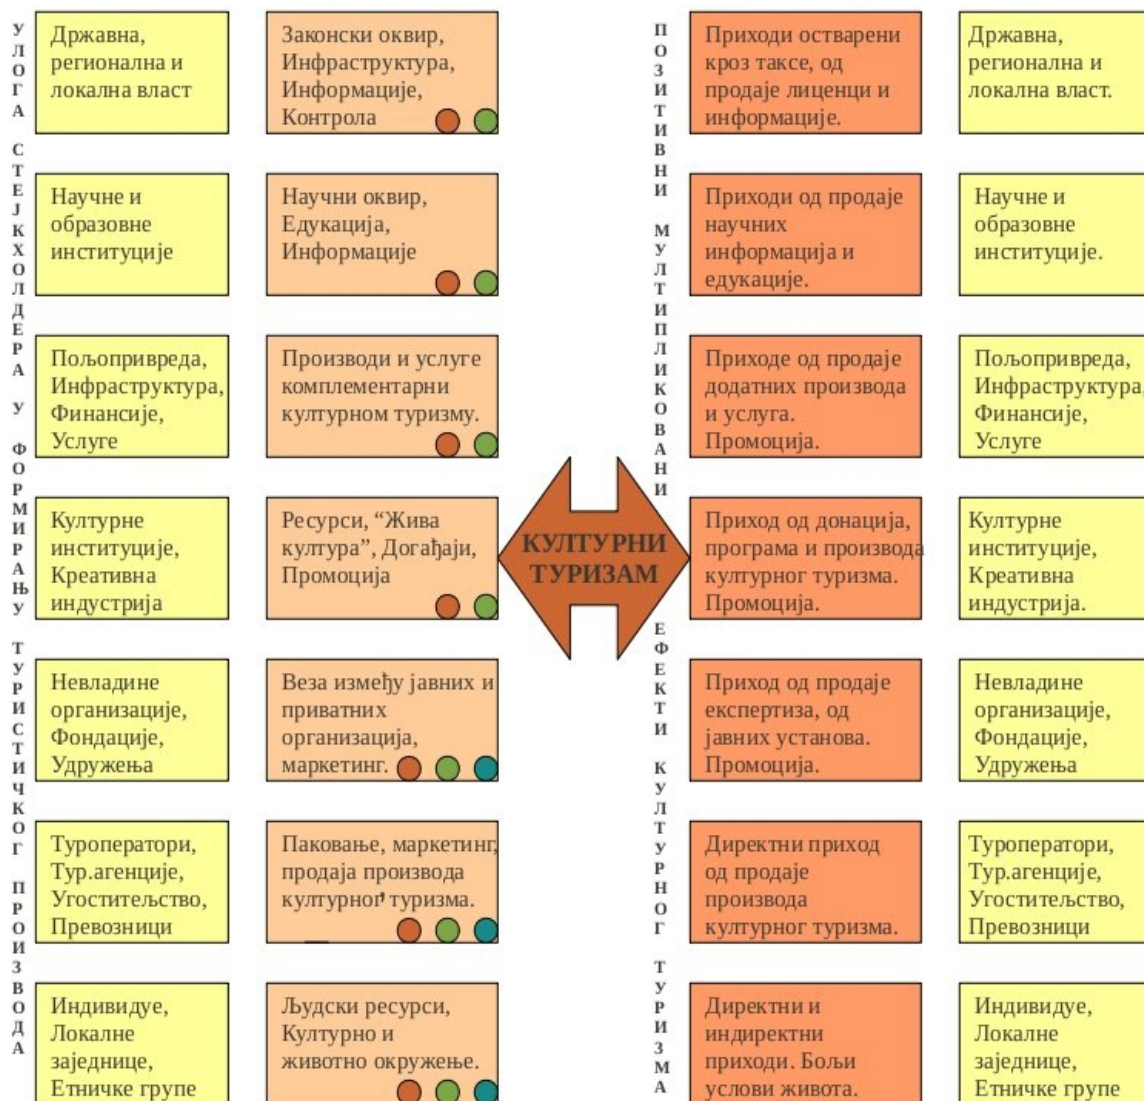 УЛОГА СТЕЈКХОЛДЕРА У ФОРМИРАЊУ ТУРИСТИЧКОГ ПРОИЗВОДА
Државна,
регионална и
локална власт
Законски оквир,
Инфраструктура,
Информације,
Контрола
Научне и
образовне
институције
Научни оквир,
Едукација,
Информације
Пољопривреда,
Инфраструктура,
Финансије,
Услуге
Производи и услуге
комплементарни
културном туризму.
Културне
институције,
Креативна
индустрија
Ресурси, “Жива
култура”, Догађаји,
Промоција
Невладине
организације,
Фондације,
Удружења
Веза између јавних и
приватних
организација,
маркетинг.
Туроператори,
Тур.агенције,
Угоститељство,
Превозници
Паковање, маркетинг,
продаја производа
културног туризма.
Индивидуе,
Локалне
заједнице,
Етничке групе
Људски ресурси,
Културно и
животно окружење.
КУЛТУРНИ
ТУРИЗАМ
ПОЗИТИВНИ МУЛТИПЛИКОВАНИ ЕФЕКТИ КУЛТУРНОГ ТУРИЗМА
Приходи остварени
кроз таксе, од
продаје лиценци и
информације.
Државна,
регионална и
локална власт.
Приходи од продаје
научних
информација и
едукације.
Научне и
образовне
институције.
Приходе од продаје
додатних производа
и услуга.
Промоција.
Пољопривреда,
Инфраструктура,
Финансије,
Услуге
Приход од донација,
програма и производа
културног туризма.
Промоција.
Културне
институције,
Креативна
индустрија.
Приход од продаје
експертиза, од
јавних установа.
Промоција.
Невладине
организације,
Фондације,
Удружења
Директни приход
од продаје
производа
културног туризма.
Туроператори,
Тур.агенције,
Угоститељство,
Превозници
Директни и
индиректни
приходи. Бољи
услови живота.
Индивидуе,
Локалне
заједнице,
Етничке групе